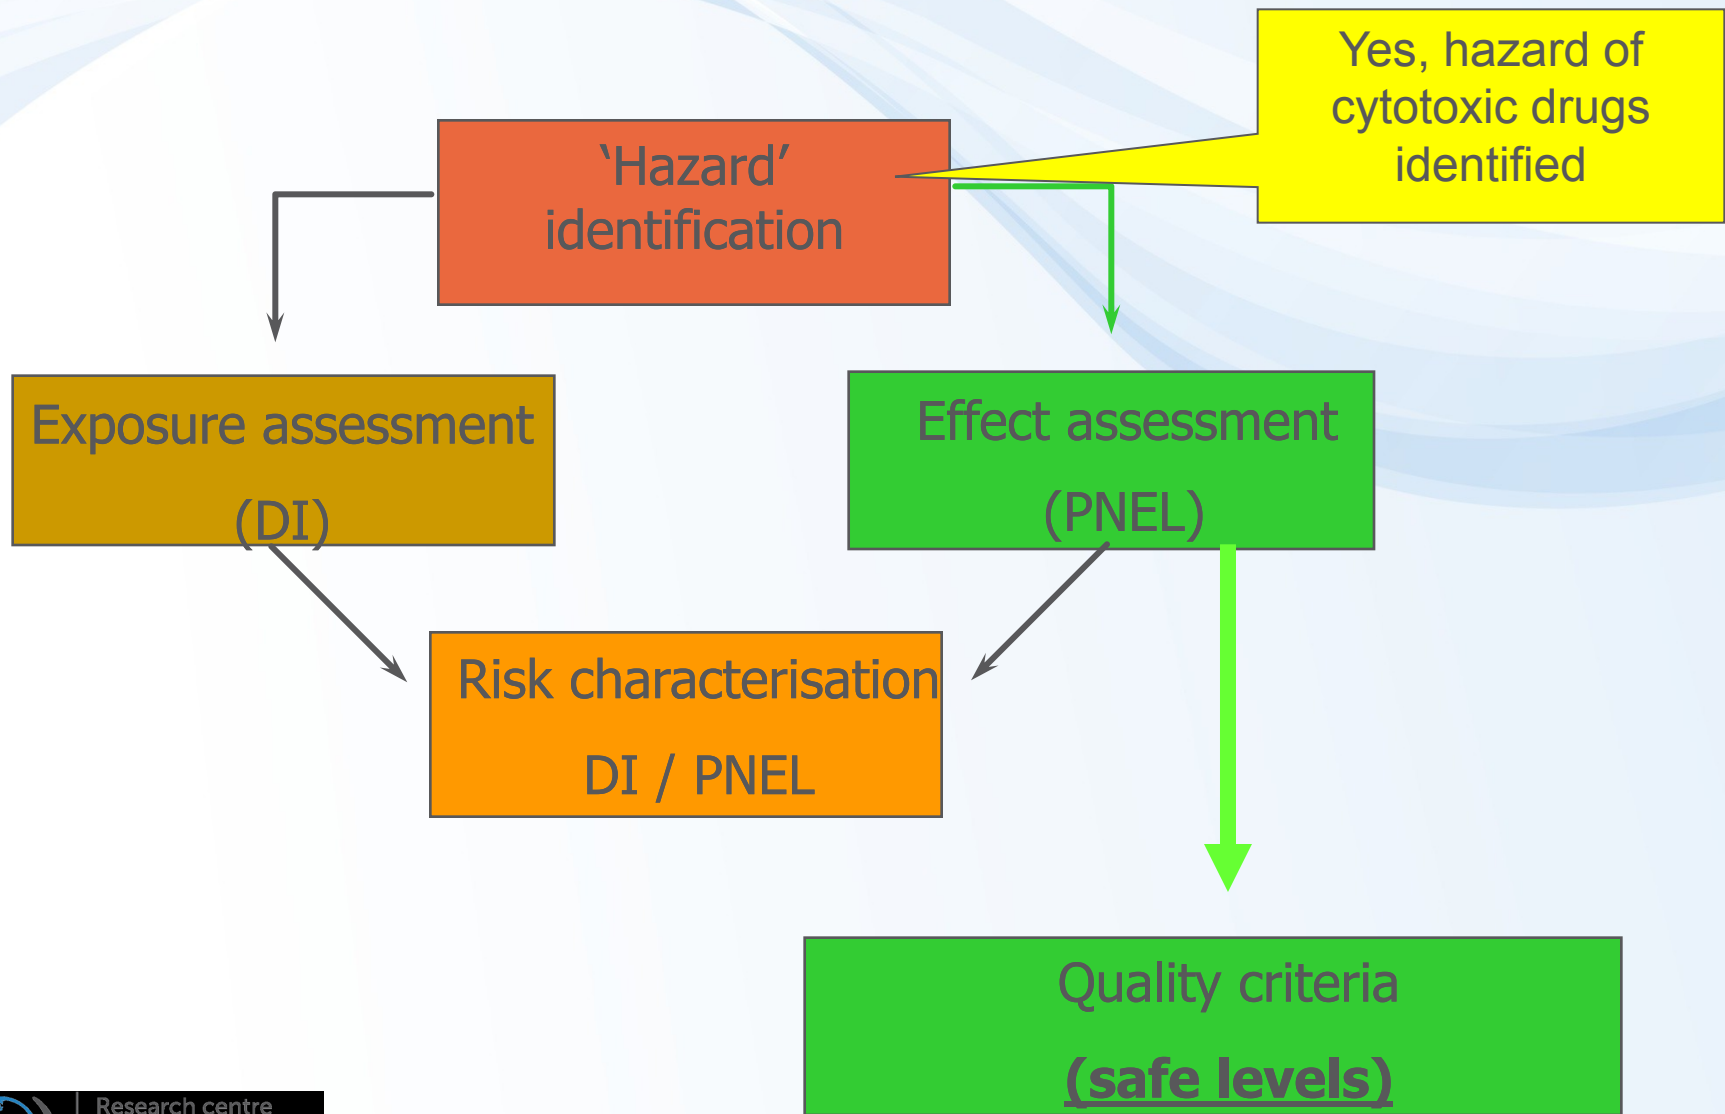 Yes, hazard of
cytotoxic drugs
identified
‘Hazard’
identification
Exposure assessment
(DI)
Effect assessment
(PNEL)
Risk characterisation
DI / PNEL
Quality criteria
(safe levels)
Research centre